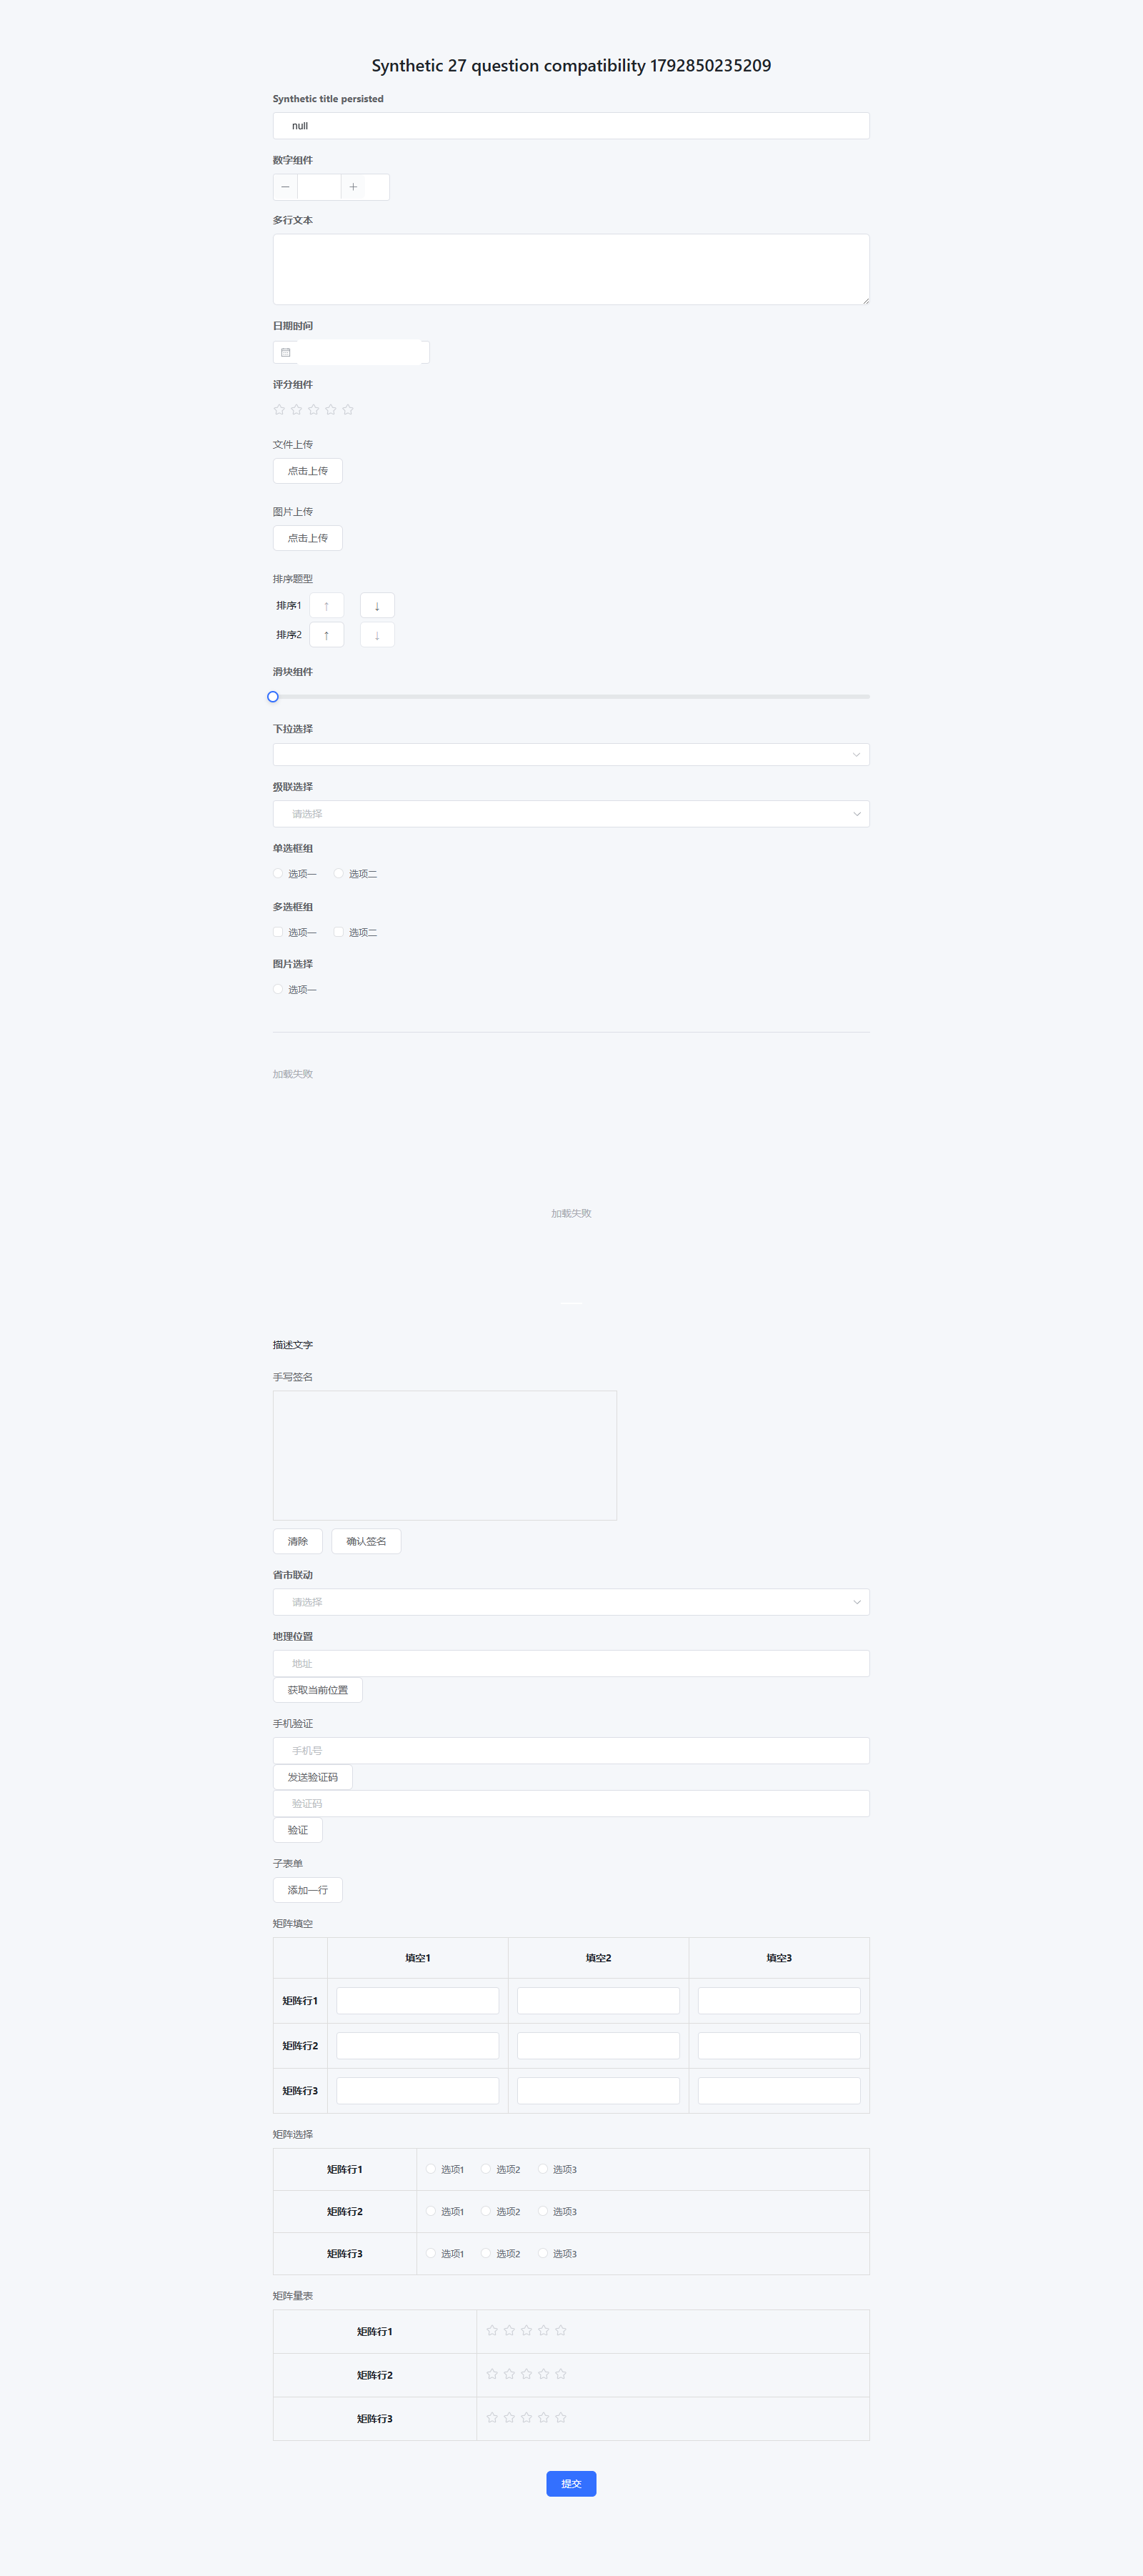 Synthetic 27 question compatibility 1792850235209
Synthetic title persisted
null
数字组件
多行文本
日期时间
评分组件
文件上传
点击上传
图片上传
点击上传
排序题型
排序1 ↑ ↓
排序2 ↑ ↓
滑块组件
下拉选择
级联选择
请选择
单选框组
选项一 选项二
多选框组
选项一 选项二
图片选择
选项一
加载失败
加载失败
描述文字
手写签名
清除 确认签名
省市联动
请选择
地理位置
地址
获取当前位置
手机验证
手机号
发送验证码
验证码
验证
子表单
添加一行
矩阵填空
填空1 填空2 填空3
矩阵行1
矩阵行2
矩阵行3
矩阵选择
矩阵行1 选项1 选项2 选项3
矩阵行2 选项1 选项2 选项3
矩阵行3 选项1 选项2 选项3
矩阵量表
矩阵行1
矩阵行2
矩阵行3
提交